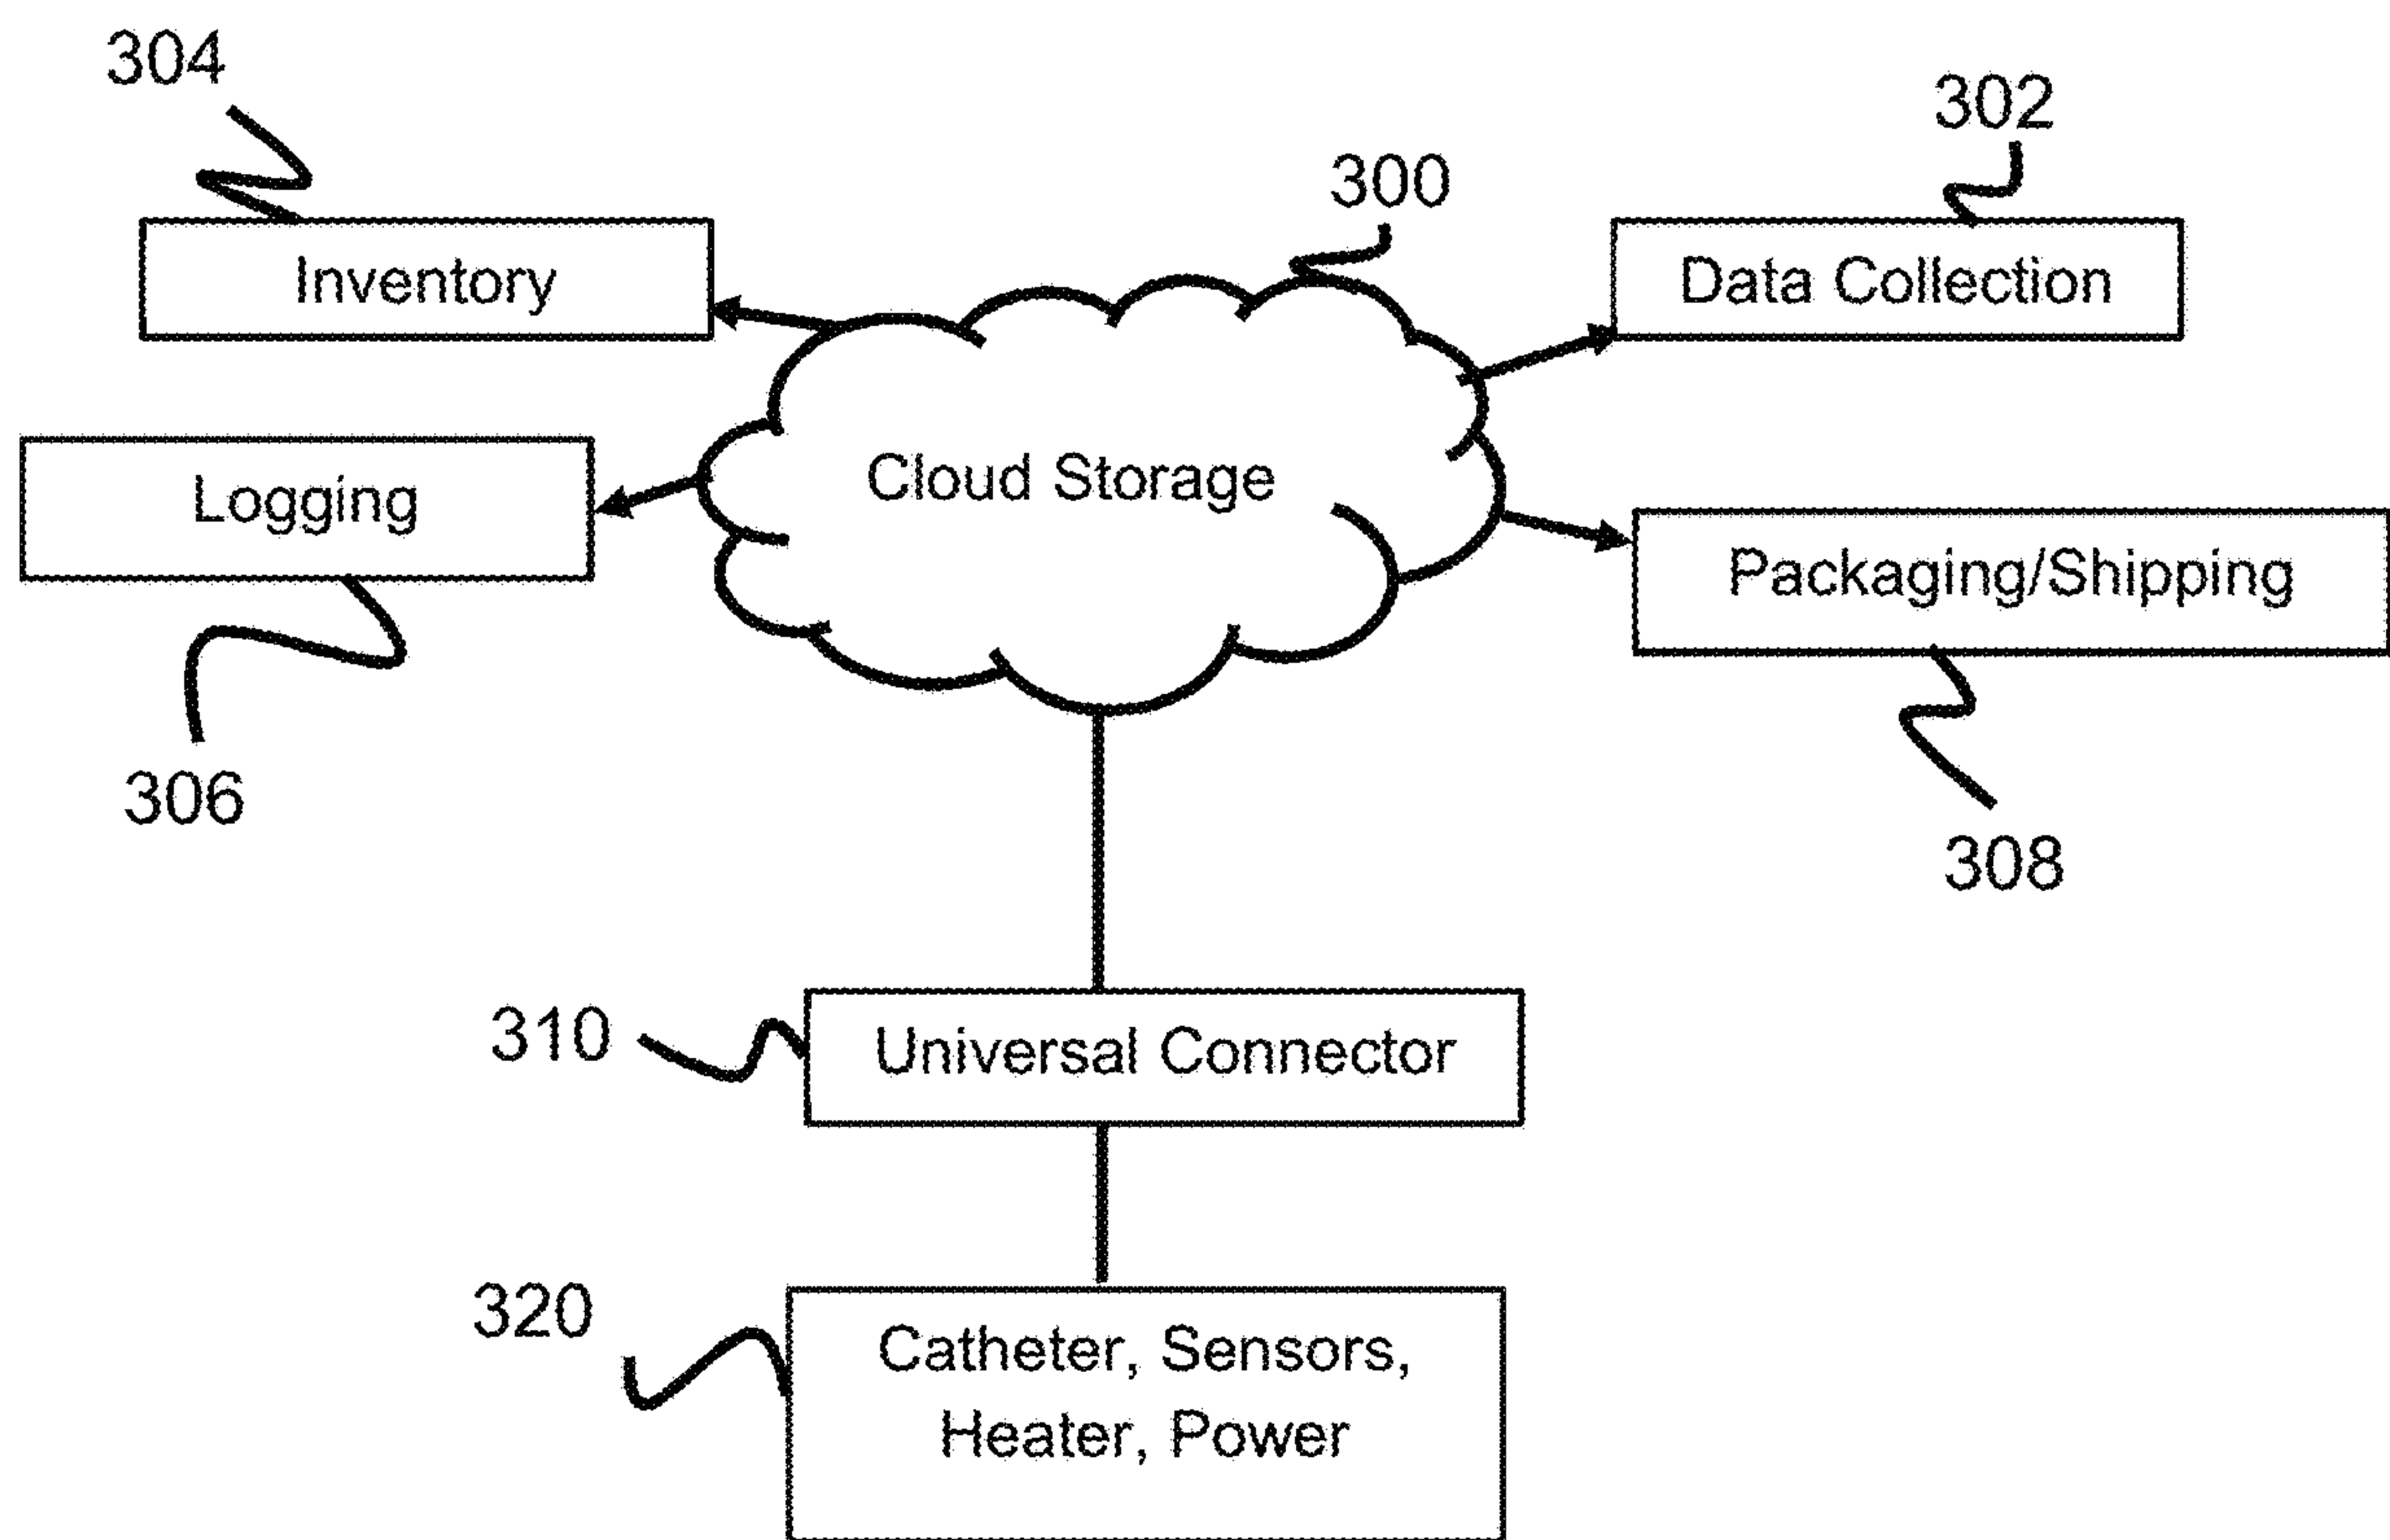 304
302
300
Inventory
Data Collection
Cloud Storage
Logging
Packaging/Shipping
306
308
310
Universal Connector
320
Catheter, Sensors,
Heater, Power